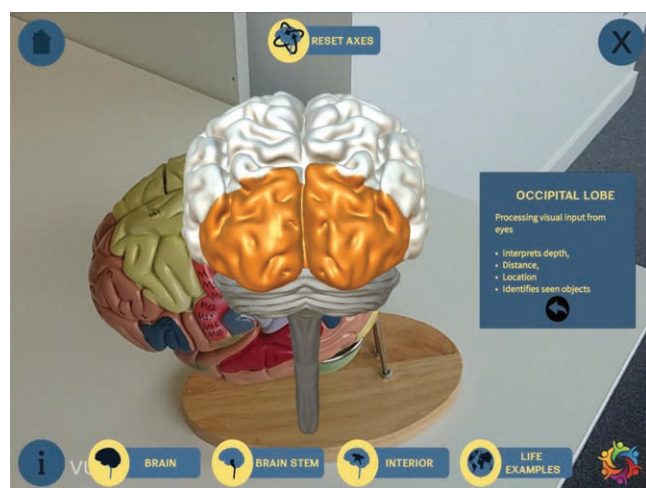 RESET AXES
X
OCCIPITAL LOBE
Processing visual input from
eyes
• Interprets depth,
• Distance,
• Location
• Identifies seen objects
i
VU
BRAIN
BRAIN STEM
INTERIOR
LIFE
EXAMPLES